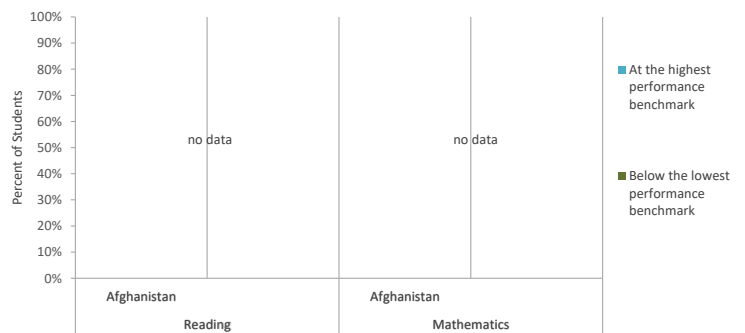 Percent of Students
100%
90%
80%
70%
60%
50%
40%
30%
20%
10%
0%
no data
no data
Afghanistan
Afghanistan
Reading
Mathematics
At the highest
performance
benchmark
Below the lowest
performance
benchmark